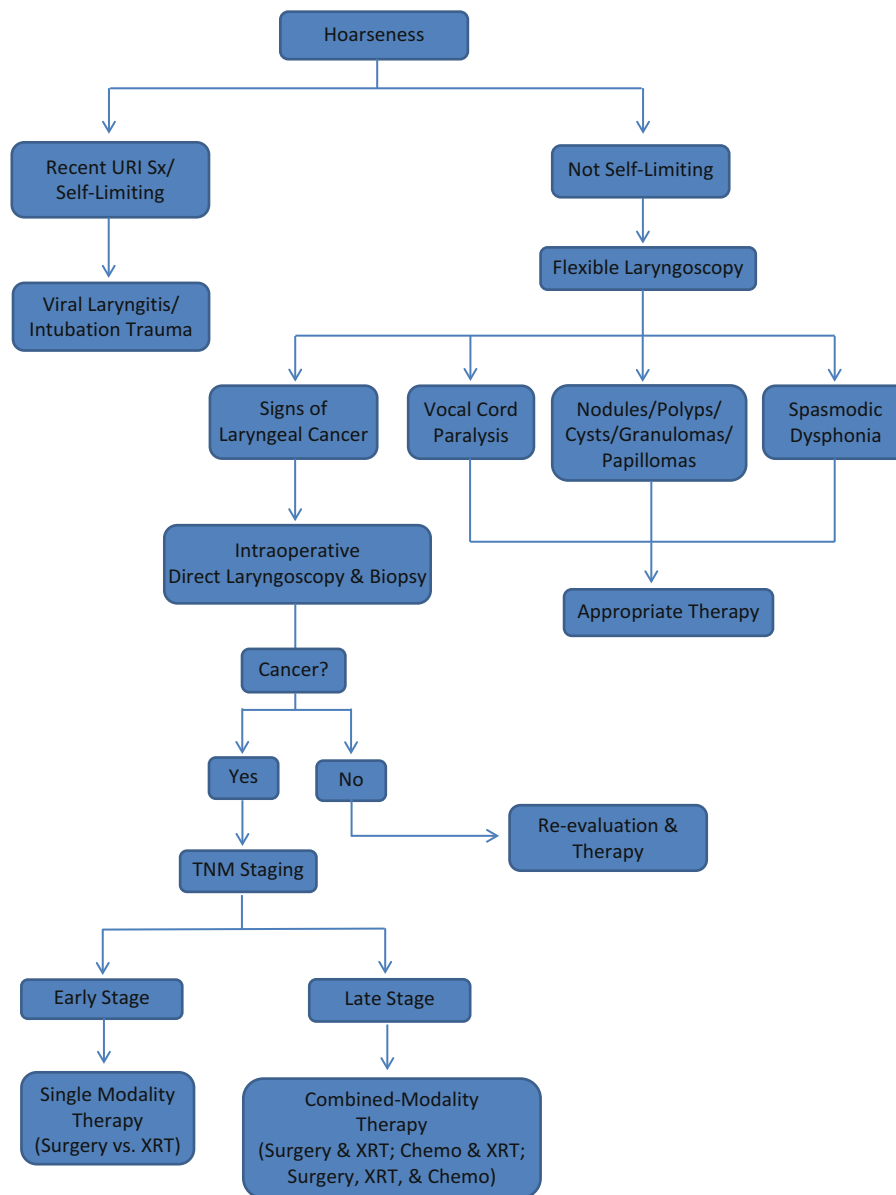 Hoarseness
Recent URI Sx/
Self-Limiting
Not Self-Limiting
Viral Laryngitis/
Intubation Trauma
Flexible Laryngoscopy
Signs of
Laryngeal Cancer
Vocal Cord
Paralysis
Nodules/Polyps/
Cysts/Granulomas/
Papillomas
Spasmodic
Dysphonia
Intraoperative
Direct Laryngoscopy & Biopsy
Appropriate Therapy
Cancer?
Yes
No
Re-evaluation &
Therapy
TNM Staging
Early Stage
Late Stage
Single Modality
Therapy
(Surgery vs. XRT)
Combined-Modality
Therapy
(Surgery & XRT; Chemo & XRT;
Surgery, XRT, & Chemo)